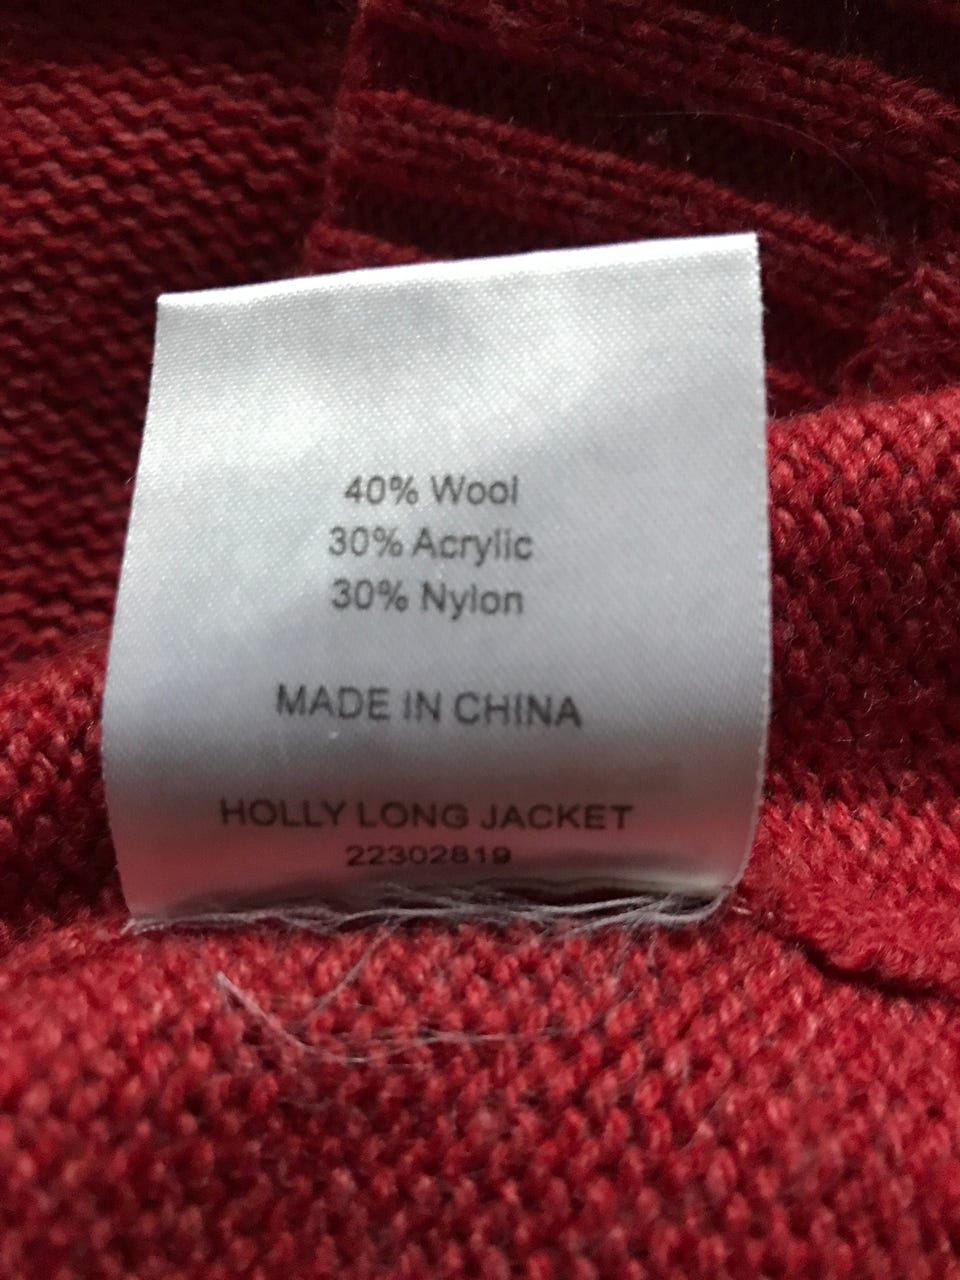 40% Wool
30% Acrylic
30% Nylon
MADE IN CHINA
HOLLY LONG JACKET
22302819